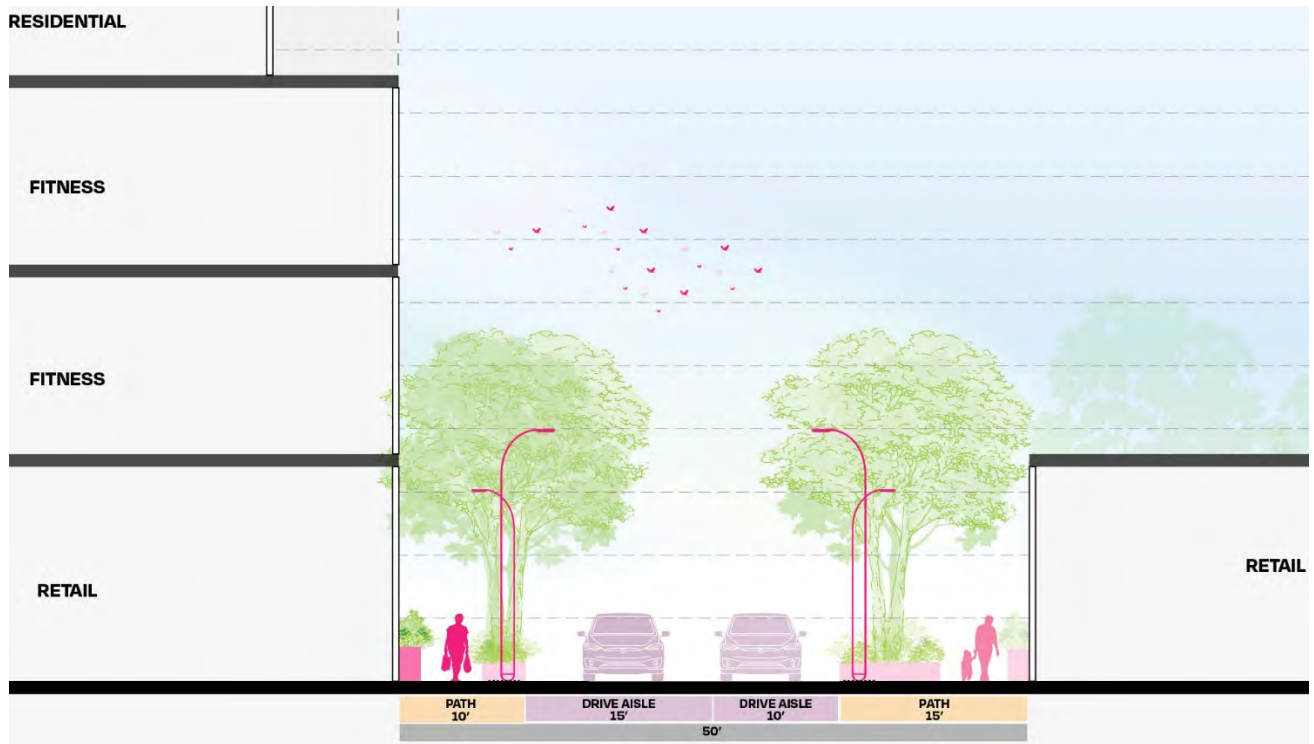 RESIDENTIAL
FITNESS
FITNESS
RETAIL
RETAIL
PATH
10'
DRIVE AISLE
15'
DRIVE AISLE
10'
PATH
15'
50'